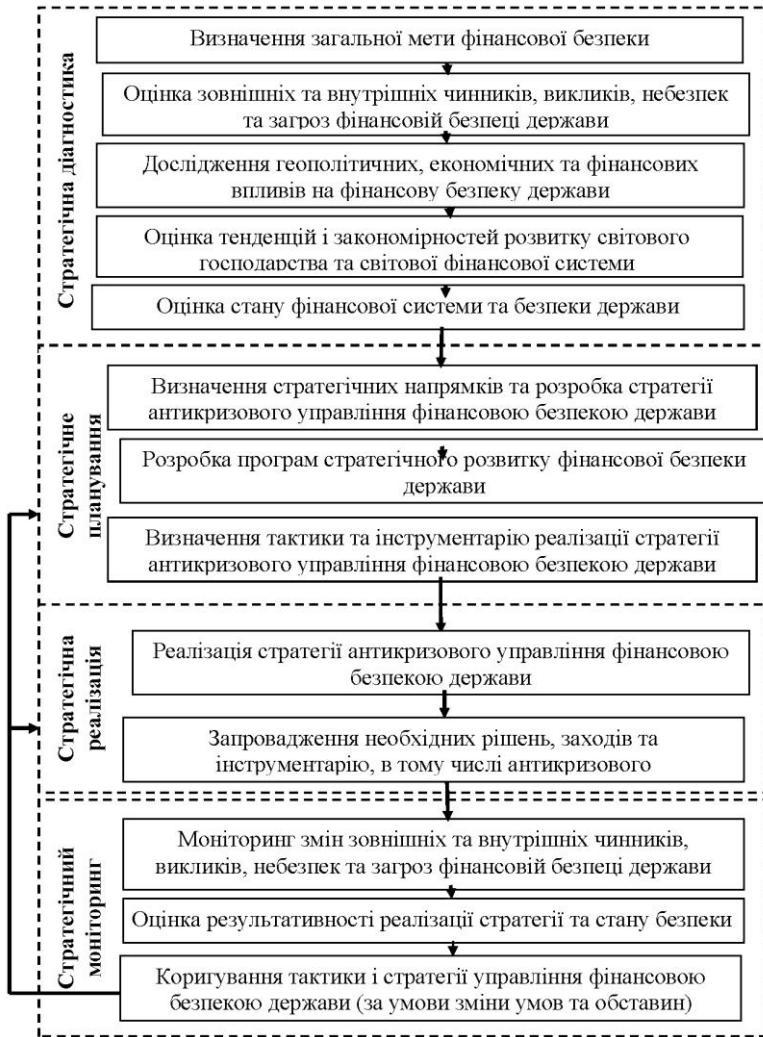 Стратегічна діагностика
Визначення загальної мети фінансової безпеки
Оцінка зовнішніх та внутрішніх чинників, викликів, небезпек
та загроз фінансовій безпеці держави
Дослідження геополітичних, економічних та фінансових
впливів на фінансову безпеку держави
Оцінка тенденцій і закономірностей розвитку світового
господарства та світової фінансової системи
Оцінка стану фінансової системи та безпеки держави
Стратегічне
планування
Визначення стратегічних напрямків та розробка стратегії
антикризового управління фінансовою безпекою держави
Розробка програм стратегічного розвитку фінансової безпеки
держави
Визначення тактики та інструментарію реалізації стратегії
антикризового управління фінансовою безпекою держави
Стратегічна
реалізація
Реалізація стратегії антикризового управління фінансовою
безпекою держави
Запровадження необхідних рішень, заходів та
інструментарію, в тому числі антикризового
Стратегічний
моніторинг
Моніторинг змін зовнішніх та внутрішніх чинників,
викликів, небезпек та загроз фінансовій безпеці держави
Оцінка результативності реалізації стратегії та стану безпеки
Коригування тактики і стратегії управління фінансовою
безпекою держави (за умови зміни умов та обставин)